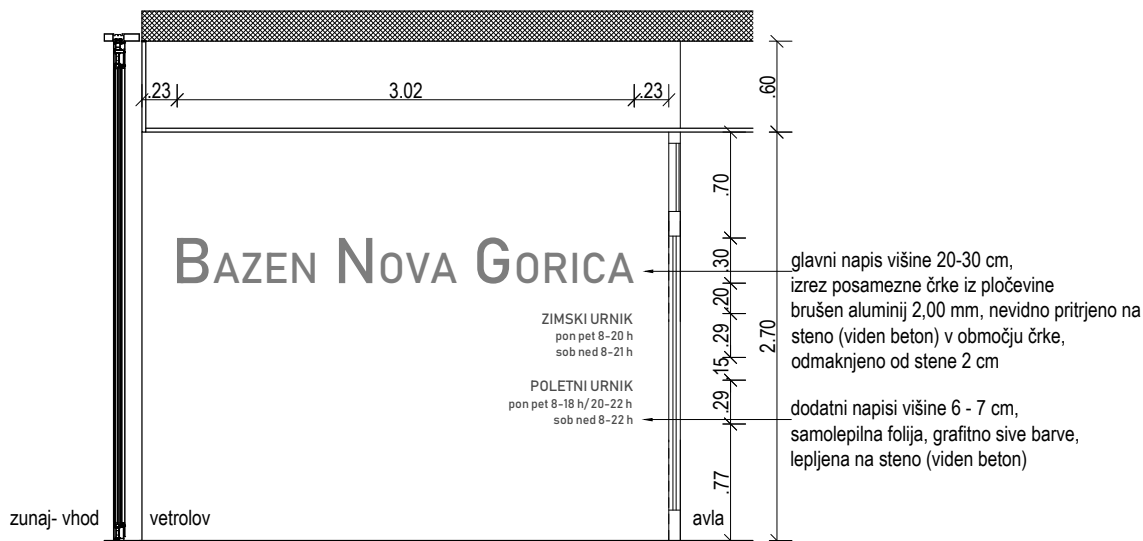 .23
3.02
.23
.60
.70
BAZEN NOVA GORICA
.30
glavni napis višine 20-30 cm,
izrez posamezne črke iz pločevine
brušen aluminij 2,00 mm, nevidno pritrjeno na
steno (viden beton) v območju črke,
odmaknjeno od stene 2 cm
.20
ZIMSKI URNIK
pon pet 8-20 h
sob ned 8-21 h
.29
2.70
.15
POLETNI URNIK
pon pet 8-18 h/ 20-22 h
sob ned 8-22 h
.29
dodatni napisi višine 6 - 7 cm,
samolepilna folija, grafitno sive barve,
lepljena na steno (viden beton)
.77
zunaj- vhod
vetrolov
avla